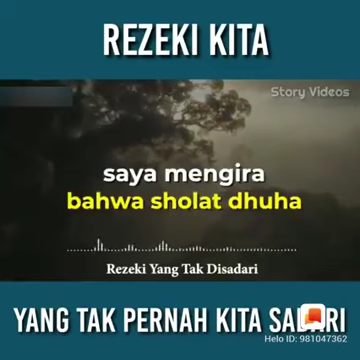 REZEKI KITA
Story Videos
saya mengira
bahwa sholat dhuha
Rezeki Yang Tak Disadari
YANG TAK PERNAH KITA SADARI
Helo ID: 981047362